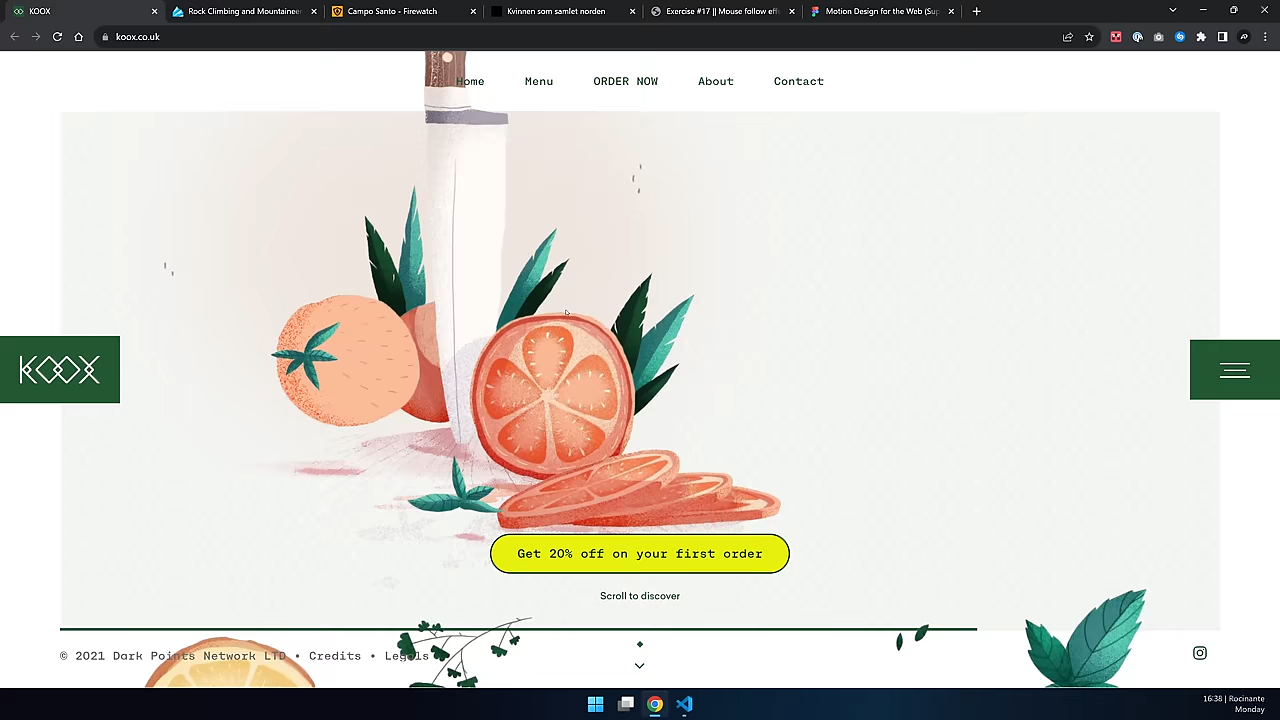 KOOX
Rock Climbing and Mountainee
Campo Santo - Firewatch
Kvinnen som samlet norden
Exercise #17 || Mouse follow eff
Motion Design for the Web (Sup
koox.co.uk
Home
Menu
ORDER NOW
About
Contact
KOOX
Get 20% off on your first order
Scroll to discover
© 2021 Dark Points Network LTD • Credits • Legals
16:38 | Rocinante
Monday